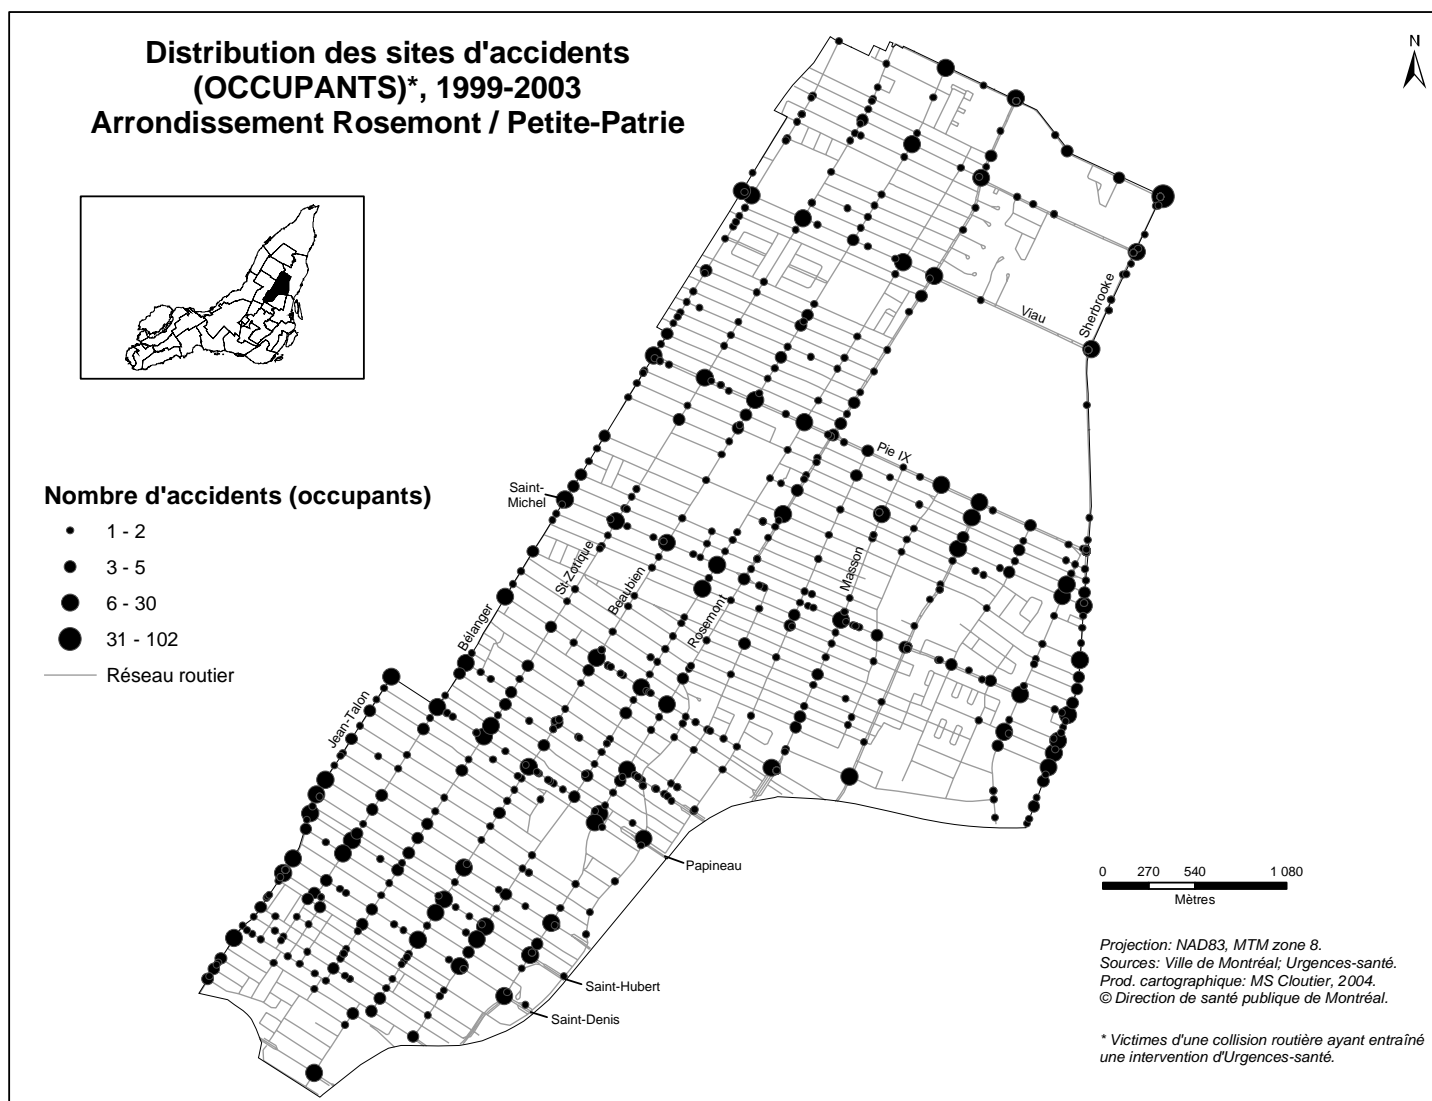 Distribution des sites d'accidents
(OCCUPANTS)*, 1999-2003
Arrondissement Rosemont / Petite-Patrie
N
Nombre d'accidents (occupants)
1 - 2
3 - 5
6 - 30
31 - 102
Réseau routier
Viau
Sherbrooke
Pie IX
Saint-
Michel
St-Zotique
Beaubien
Rosemont
Masson
Bélanger
Jean-Talon
Papineau
Saint-Hubert
Saint-Denis
0 270 540 1 080
Mètres
Projection: NAD83, MTM zone 8.
Sources: Ville de Montréal; Urgences-santé.
Prod. cartographique: MS Cloutier, 2004.
© Direction de santé publique de Montréal.
* Victimes d'une collision routière ayant entraîné
une intervention d'Urgences-santé.